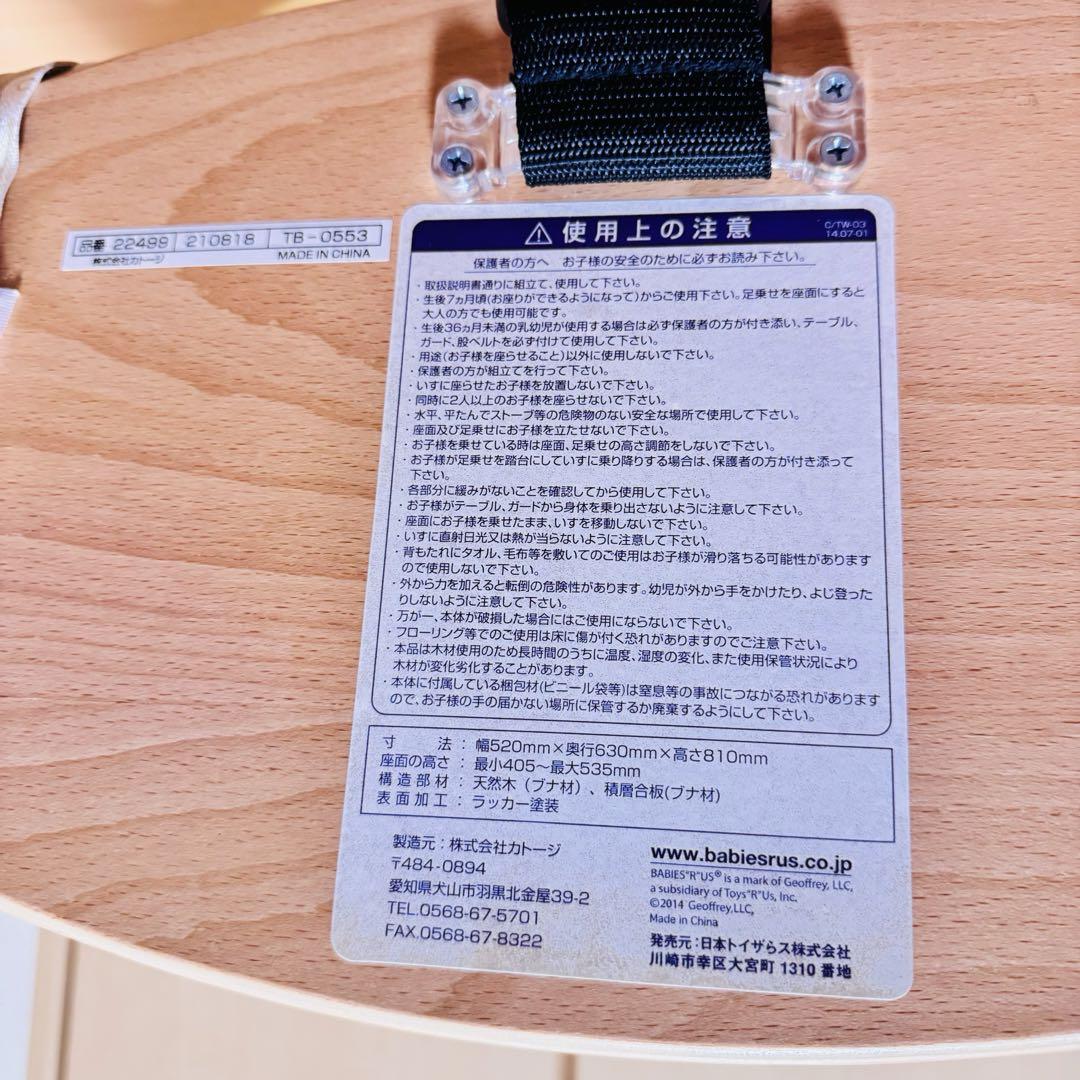 品番 22499 210818 TB-0553
株式会社カトージ MADE IN CHINA
⚠使用上の注意
C/TW-03
14.07-01
保護者の方へ お子様の安全のために必ずお読み下さい。
・取扱説明書通りに組立て、使用して下さい。
・生後7ヵ月頃(お座りができるようになって)からご使用下さい。足乗せを座面にすると
大人の方でも使用可能です。
・生後36ヵ月未満の乳幼児が使用する場合は必ず保護者の方が付き添い、テーブル、
ガード、股ベルトを必ず付けて使用して下さい。
・用途(お子様を座らせること)以外に使用しないで下さい。
・保護者の方が組立てを行って下さい。
・いすに座らせたお子様を放置しないで下さい。
・同時に2人以上のお子様を座らせないで下さい。
・水平、平たんでストーブ等の危険物のない安全な場所で使用して下さい。
・座面及び足乗せにお子様を立たせないで下さい。
・お子様を乗せている時は座面、足乗せの高さ調節をしないで下さい。
・お子様が足乗せを踏台にしていすに乗り降りする場合は、保護者の方が付き添って
下さい。
・各部分に緩みがないことを確認してから使用して下さい。
・お子様がテーブル、ガードから身体を乗り出さないように注意して下さい。
・座面にお子様を乗せたまま、いすを移動しないで下さい。
・いすに直射日光又は熱が当らないように注意して下さい。
・背もたれにタオル、毛布等を敷いてのご使用はお子様が滑り落ちる可能性があります
ので使用しないで下さい。
・外から力を加えると転倒の危険性があります。幼児が外から手をかけたり、よじ登った
りしないように注意して下さい。
・万が一、本体が破損した場合にはご使用にならないで下さい。
・フローリング等でのご使用は床に傷が付く恐れがありますのでご注意下さい。
・本品は木材使用のため長時間のうちに温度、湿度の変化、また使用保管状況により
木材が変化劣化することがあります。
・本体に付属している梱包材(ビニール袋等)は窒息等の事故につながる恐れがあります
ので、お子様の手の届かない場所に保管するか廃棄するようにして下さい。
寸 法：幅520mm×奥行630mm×高さ810mm
座面の高さ：最小405～最大535mm
構造部材：天然木(ブナ材)、積層合板(ブナ材)
表面加工：ラッカー塗装
製造元：株式会社カトージ
〒484-0894
愛知県犬山市羽黒北金屋39-2
TEL.0568-67-5701
FAX.0568-67-8322
www.babiesrus.co.jp
BABIES"R"US® is a mark of Geoffrey, LLC,
a subsidiary of Toys"R"Us, Inc.
©2014 Geoffrey,LLC,
Made in China
発売元：日本トイザらス株式会社
川崎市幸区大宮町 1310 番地